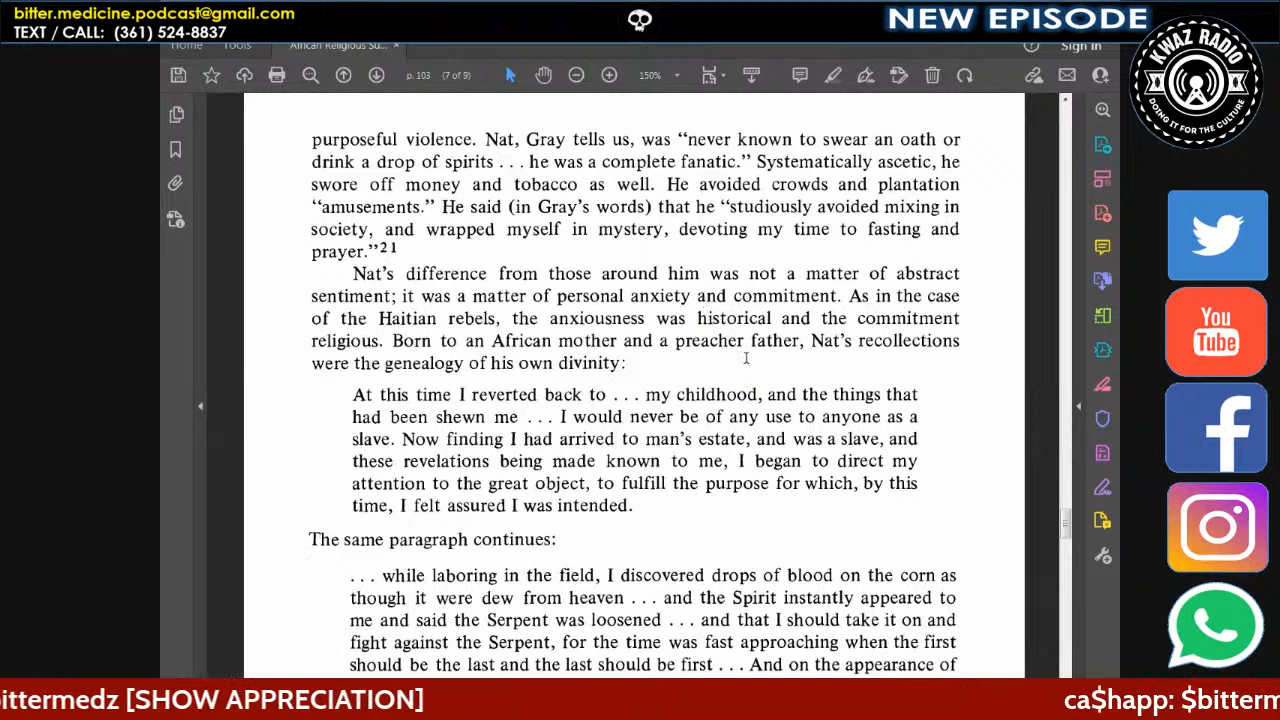 bitter.medicine.podcast@gmail.com
TEXT / CALL: (361) 524-8837
NEW EPISODE
KWAZ RADIO
DOING IT FOR THE CULTURE
Home Tools African Religious Su... × Sign In
p. 103 (7 of 9) 150%
purposeful violence. Nat, Gray tells us, was “never known to swear an oath or
drink a drop of spirits . . . he was a complete fanatic.” Systematically ascetic, he
swore off money and tobacco as well. He avoided crowds and plantation
“amusements.” He said (in Gray’s words) that he “studiously avoided mixing in
society, and wrapped myself in mystery, devoting my time to fasting and
prayer.”21
Nat’s difference from those around him was not a matter of abstract
sentiment; it was a matter of personal anxiety and commitment. As in the case
of the Haitian rebels, the anxiousness was historical and the commitment
religious. Born to an African mother and a preacher father, Nat’s recollections
were the genealogy of his own divinity:
At this time I reverted back to . . . my childhood, and the things that
had been shewn me . . . I would never be of any use to anyone as a
slave. Now finding I had arrived to man’s estate, and was a slave, and
these revelations being made known to me, I began to direct my
attention to the great object, to fulfill the purpose for which, by this
time, I felt assured I was intended.
The same paragraph continues:
. . . while laboring in the field, I discovered drops of blood on the corn as
though it were dew from heaven . . . and the Spirit instantly appeared to
me and said the Serpent was loosened . . . and that I should take it on and
fight against the Serpent, for the time was fast approaching when the first
should be the last and the last should be first . . . And on the appearance of
You
Tube
ittermedz [SHOW APPRECIATION]
ca$happ: $bitterm